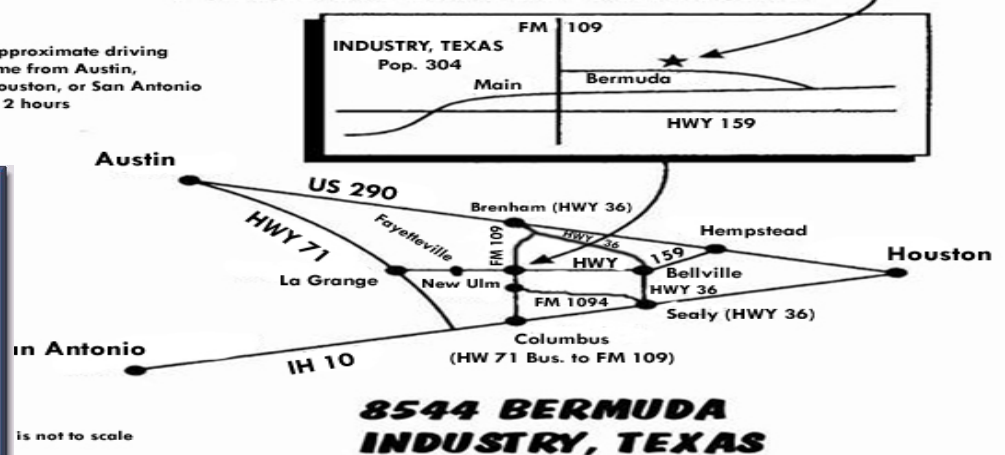 FM 109
INDUSTRY, TEXAS
Pop. 304
Main
Bermuda
HWY 159
pproximate driving
me from Austin,
ouston, or San Antonio
2 hours
Austin
US 290
HWY 71
Fayetteville
Brenham (HWY 36)
FM 109
HWY 36
Hempstead
Houston
La Grange
New Ulm
HWY 159
Bellville
HWY 36
FM 1094
Sealy (HWY 36)
Columbus
(HW 71 Bus. to FM 109)
n Antonio
IH 10
8544 BERMUDA
INDUSTRY, TEXAS
is not to scale